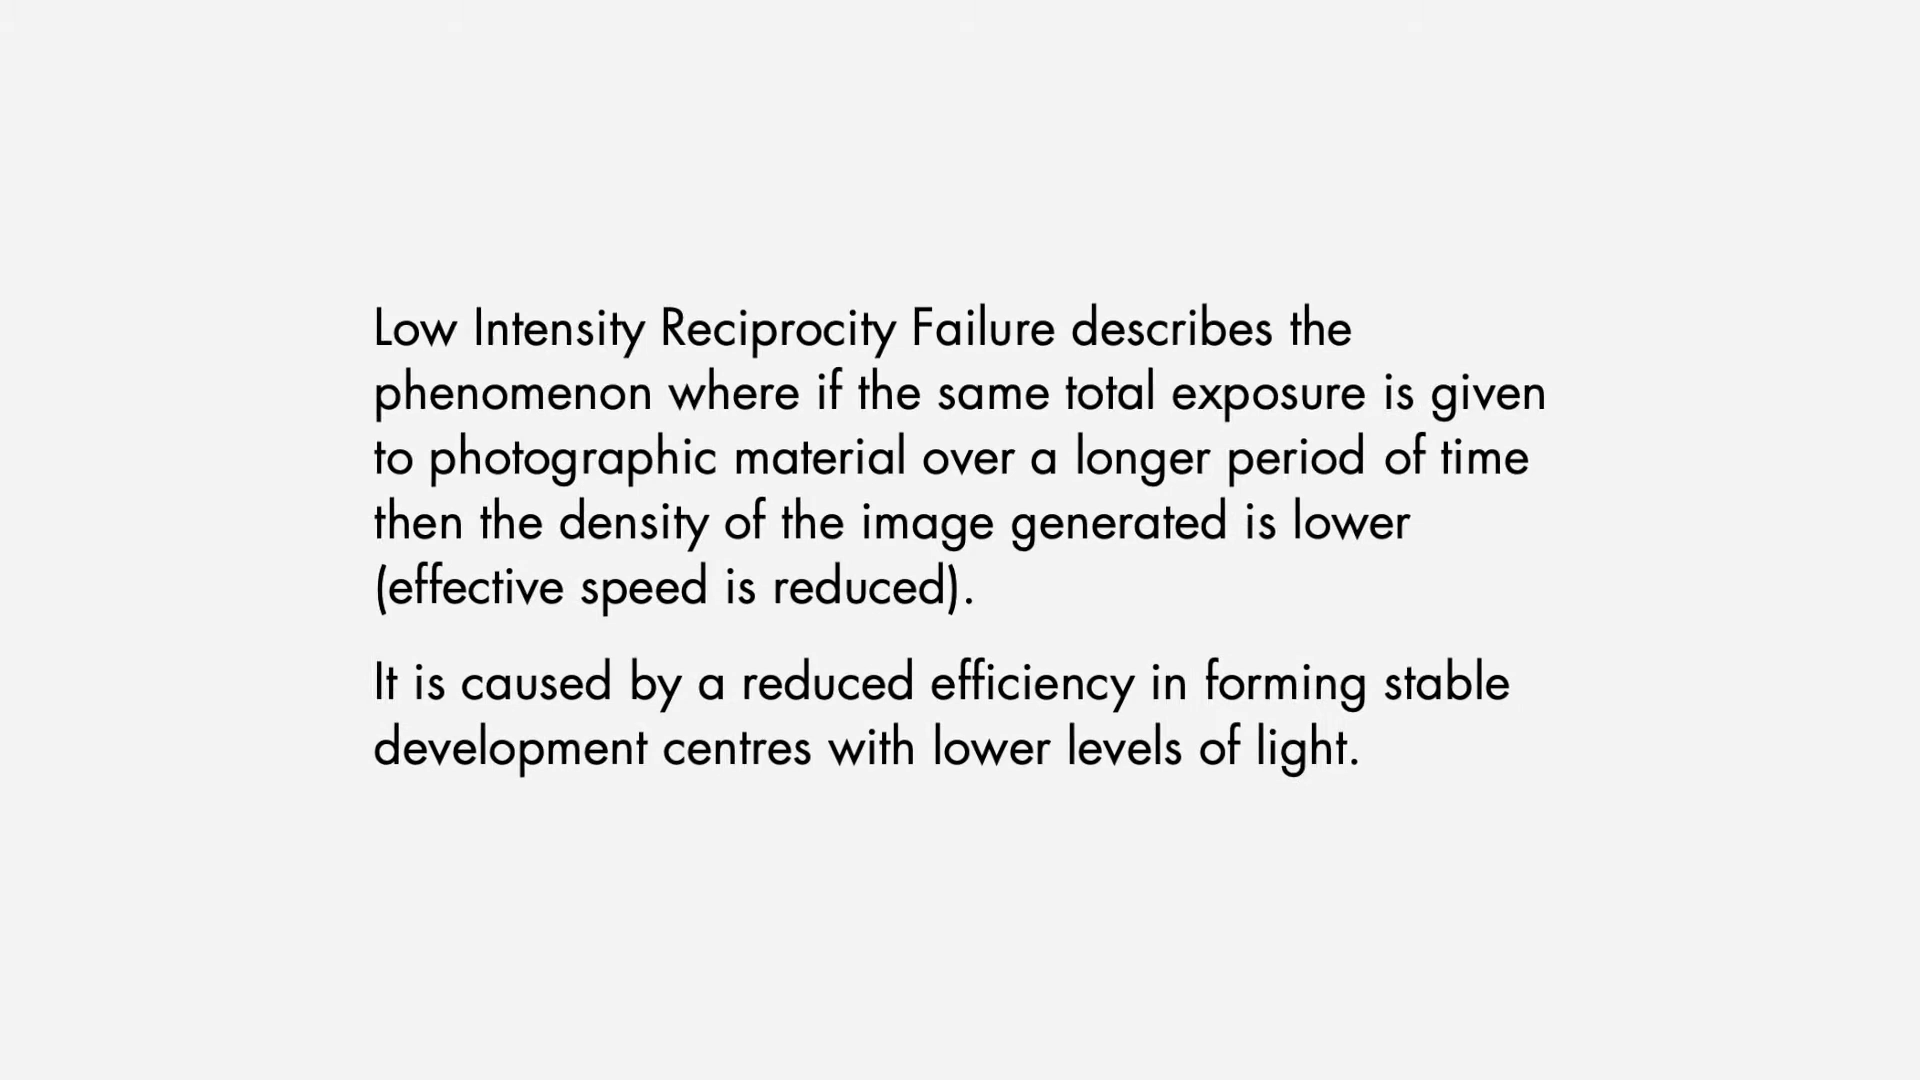 Low Intensity Reciprocity Failure describes the
phenomenon where if the same total exposure is given
to photographic material over a longer period of time
then the density of the image generated is lower
(effective speed is reduced).
It is caused by a reduced efficiency in forming stable
development centres with lower levels of light.